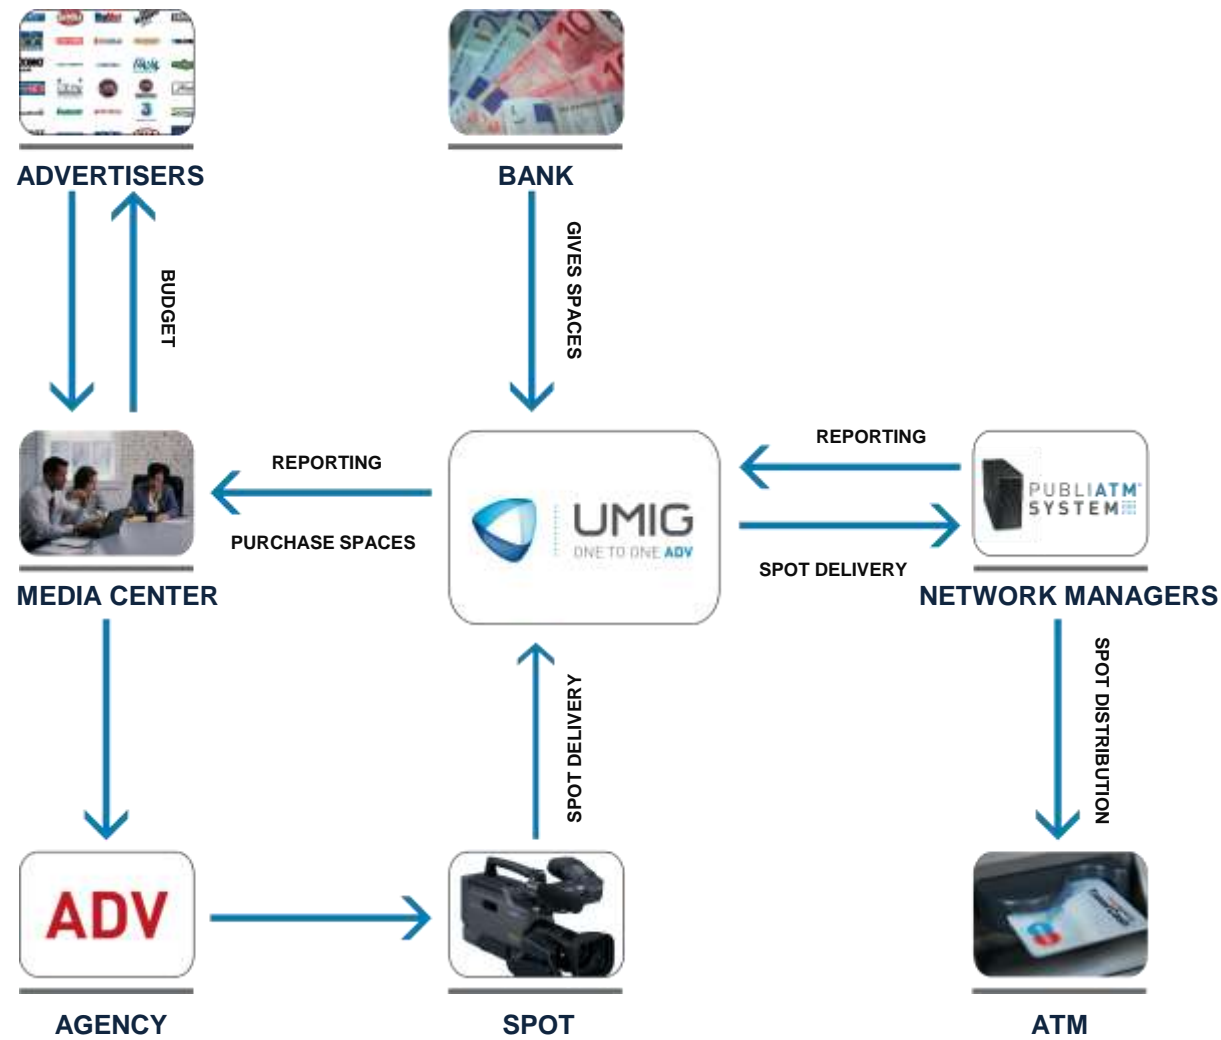 ADVERTISERS
BANK
BUDGET
GIVES SPACES
REPORTING
PURCHASE SPACES
UMIG
ONE TO ONE ADV
REPORTING
SPOT DELIVERY
PUBLIATM
SYSTEM
MEDIA CENTER
NETWORK MANAGERS
SPOT DELIVERY
SPOT DISTRIBUTION
ADV
AGENCY
SPOT
ATM